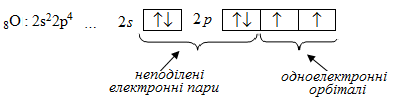 ₈O : 2s²2p⁴ ... 2s ↑↓ 2p ↑↓ ↑ ↑
неподілені одноелектронні
електронні пари орбіталі